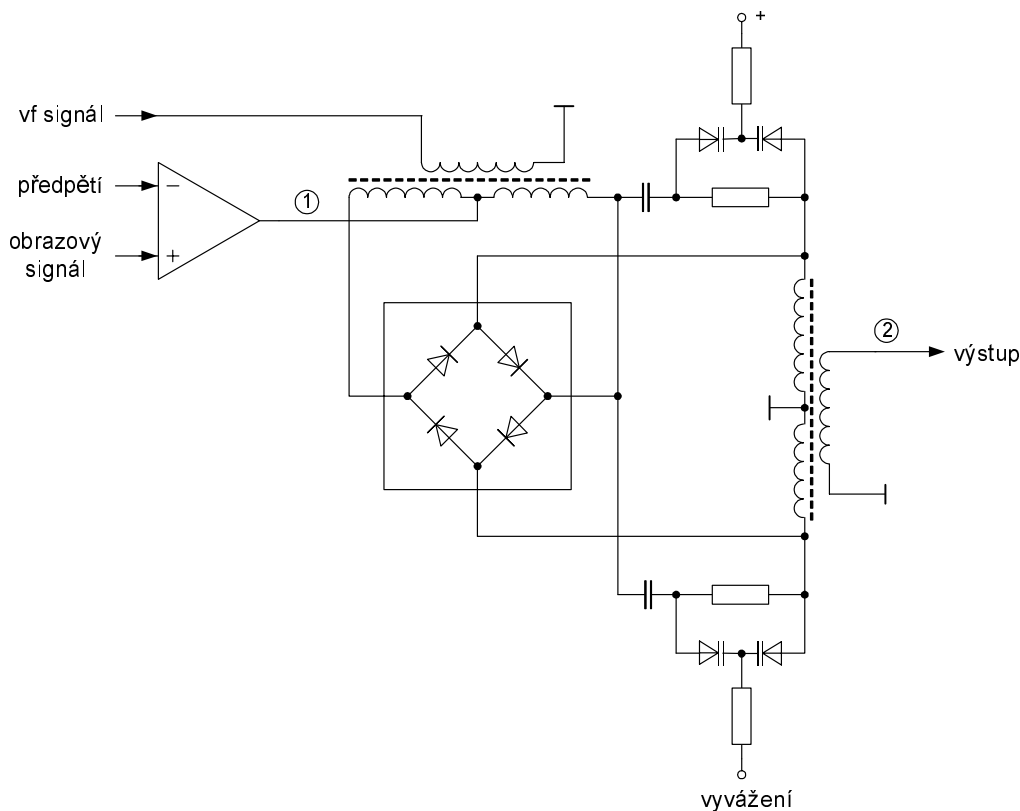 +
vf signál
předpětí
−
1
obrazový
signál
+
2
výstup
vyvážení